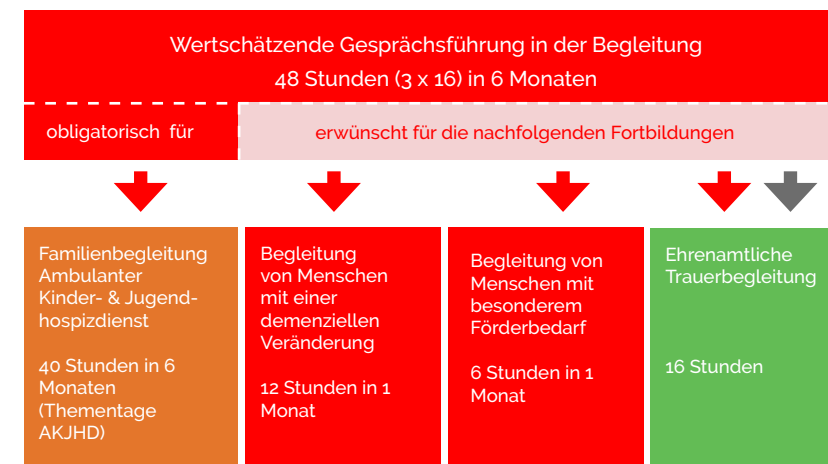 Wertschätzende Gesprächsführung in der Begleitung
48 Stunden (3 x 16) in 6 Monaten
obligatorisch für
erwünscht für die nachfolgenden Fortbildungen
Familienbegleitung
Ambulanter
Kinder- & Jugend-
hospizdienst
40 Stunden in 6
Monaten
(Thementage
AKJHD)
Begleitung
von Menschen
mit einer
demenziellen
Veränderung
12 Stunden in 1
Monat
Begleitung von
Menschen mit
besonderem
Förderbedarf
6 Stunden in 1
Monat
Ehrenamtliche
Trauerbegleitung
16 Stunden